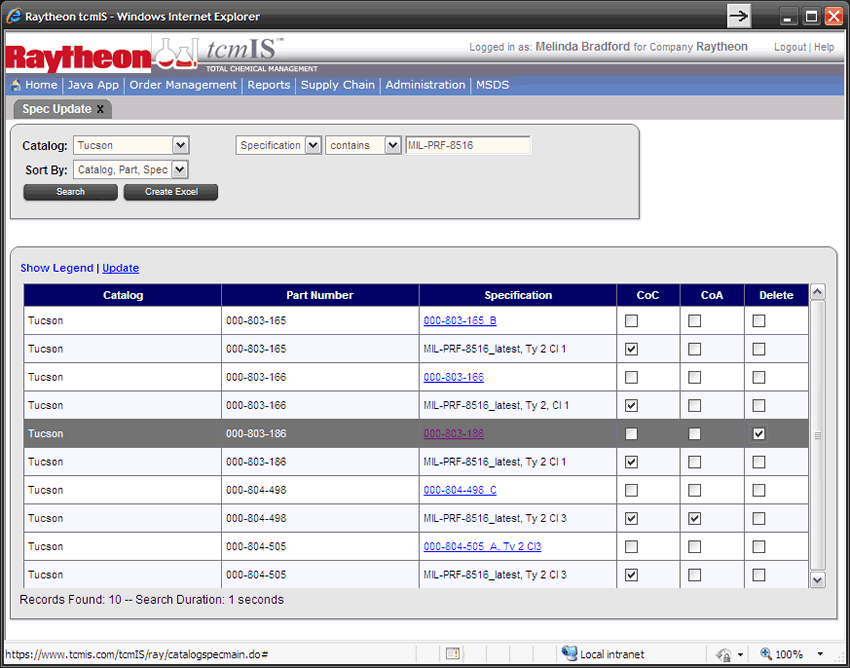 Raytheon tcmIS - Windows Internet Explorer
Raytheon tcmIS™
TOTAL CHEMICAL MANAGEMENT
Logged in as: Melinda Bradford for Company Raytheon Logout | Help
Home | Java App | Order Management | Reports | Supply Chain | Administration | MSDS
Spec Update x
Catalog: Tucson Specification contains MIL-PRF-8516
Sort By: Catalog, Part, Spec
Search Create Excel
Show Legend | Update
Catalog Part Number Specification CoC CoA Delete
Tucson 000-803-165 000-803-165_B
Tucson 000-803-165 MIL-PRF-8516_latest, Ty 2 Cl 1
Tucson 000-803-166 000-803-166
Tucson 000-803-166 MIL-PRF-8516_latest, Ty 2, Cl 1
Tucson 000-803-186 000-803-186
Tucson 000-803-186 MIL-PRF-8516_latest, Ty 2 Cl 1
Tucson 000-804-498 000-804-498_C
Tucson 000-804-498 MIL-PRF-8516_latest, Ty 2 Cl 3
Tucson 000-804-505 000-804-505_A, Ty 2 Cl3
Tucson 000-804-505 MIL-PRF-8516_latest, Ty 2 Cl 3
Records Found: 10 -- Search Duration: 1 seconds
https://www.tcmis.com/tcmIS/ray/catalogspecmain.do# Local intranet 100%